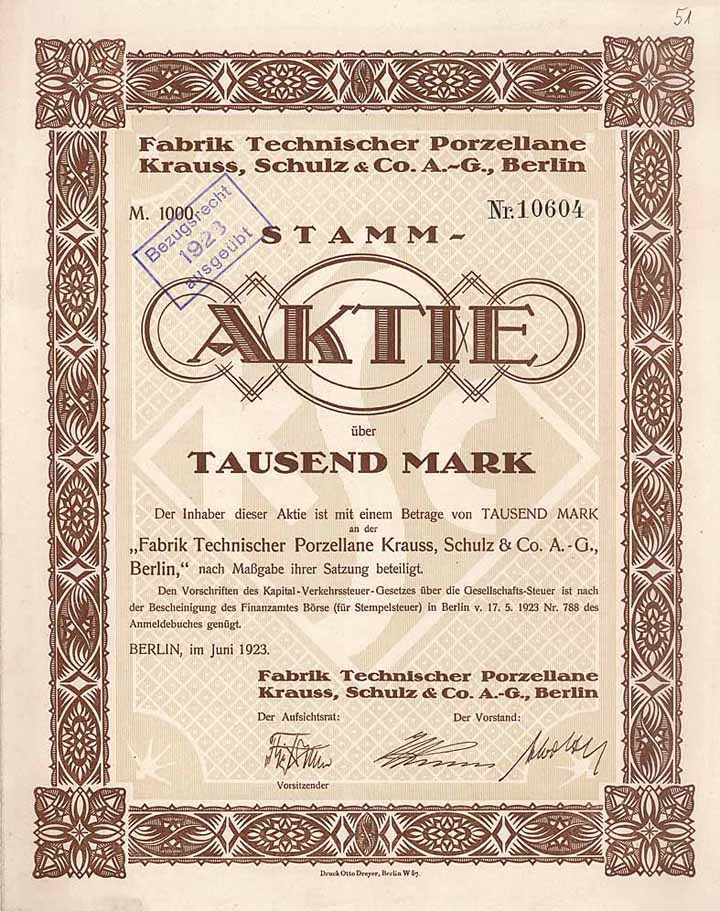 51
Fabrik Technischer Porzellane
Krauss, Schulz & Co. A.-G., Berlin
M. 1000.
Nr. 10604
Bezugsrecht
1923
ausgeübt
STAMM-
AKTIE
KSC
über
TAUSEND MARK
Der Inhaber dieser Aktie ist mit einem Betrage von TAUSEND MARK
an der
„Fabrik Technischer Porzellane Krauss, Schulz & Co. A.-G.,
Berlin,“ nach Maßgabe ihrer Satzung beteiligt.
Den Vorschriften des Kapital-Verkehrssteuer-Gesetzes über die Gesellschafts-Steuer ist nach
der Bescheinigung des Finanzamtes Börse (für Stempelsteuer) in Berlin v. 17. 5. 1923 Nr. 788 des
Anmeldebuches genügt.
BERLIN, im Juni 1923.
Fabrik Technischer Porzellane
Krauss, Schulz & Co. A.-G., Berlin
Der Aufsichtsrat:
Der Vorstand:
Vorsitzender
Druck Otto Dreyer, Berlin W 57.